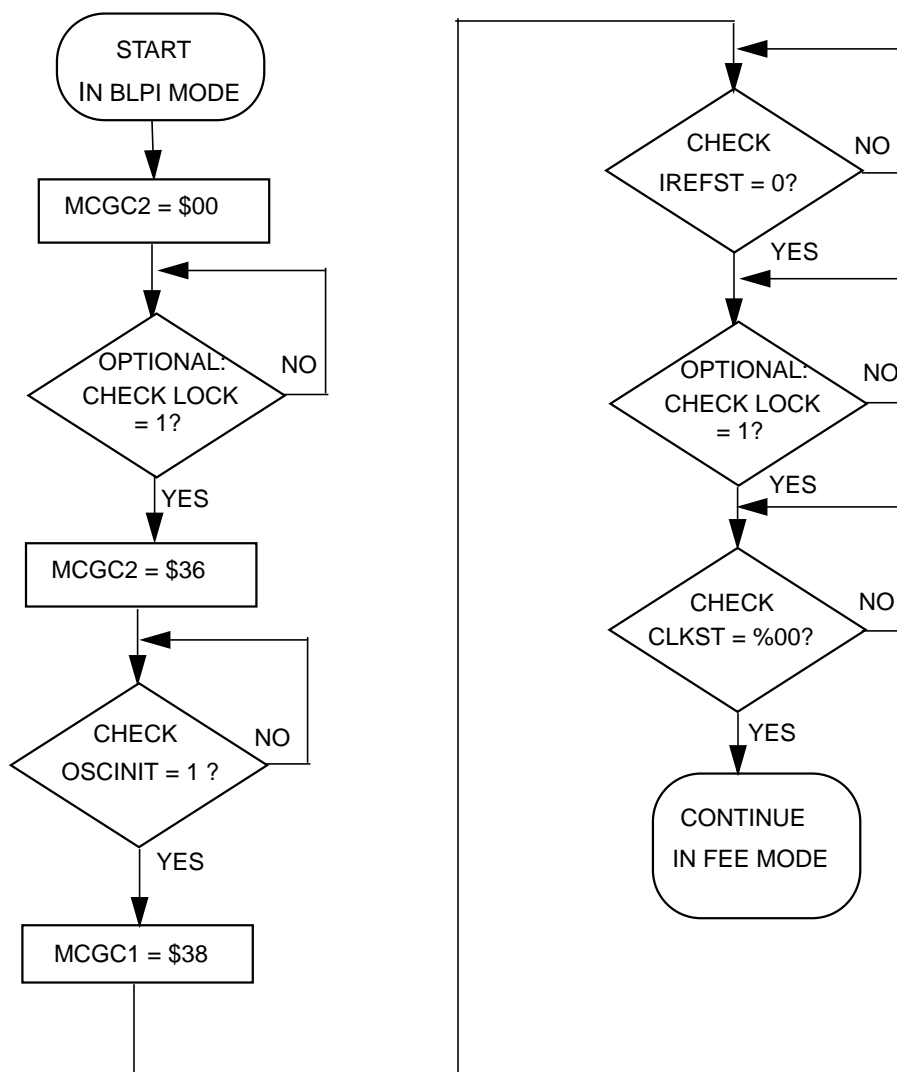 START
IN BLPI MODE
MCGC2 = $00
OPTIONAL:
CHECK LOCK
= 1?
NO
YES
MCGC2 = $36
CHECK
OSCINIT = 1 ?
NO
YES
MCGC1 = $38
CHECK
IREFST = 0?
NO
YES
OPTIONAL:
CHECK LOCK
= 1?
NO
YES
CHECK
CLKST = %00?
NO
YES
CONTINUE
IN FEE MODE